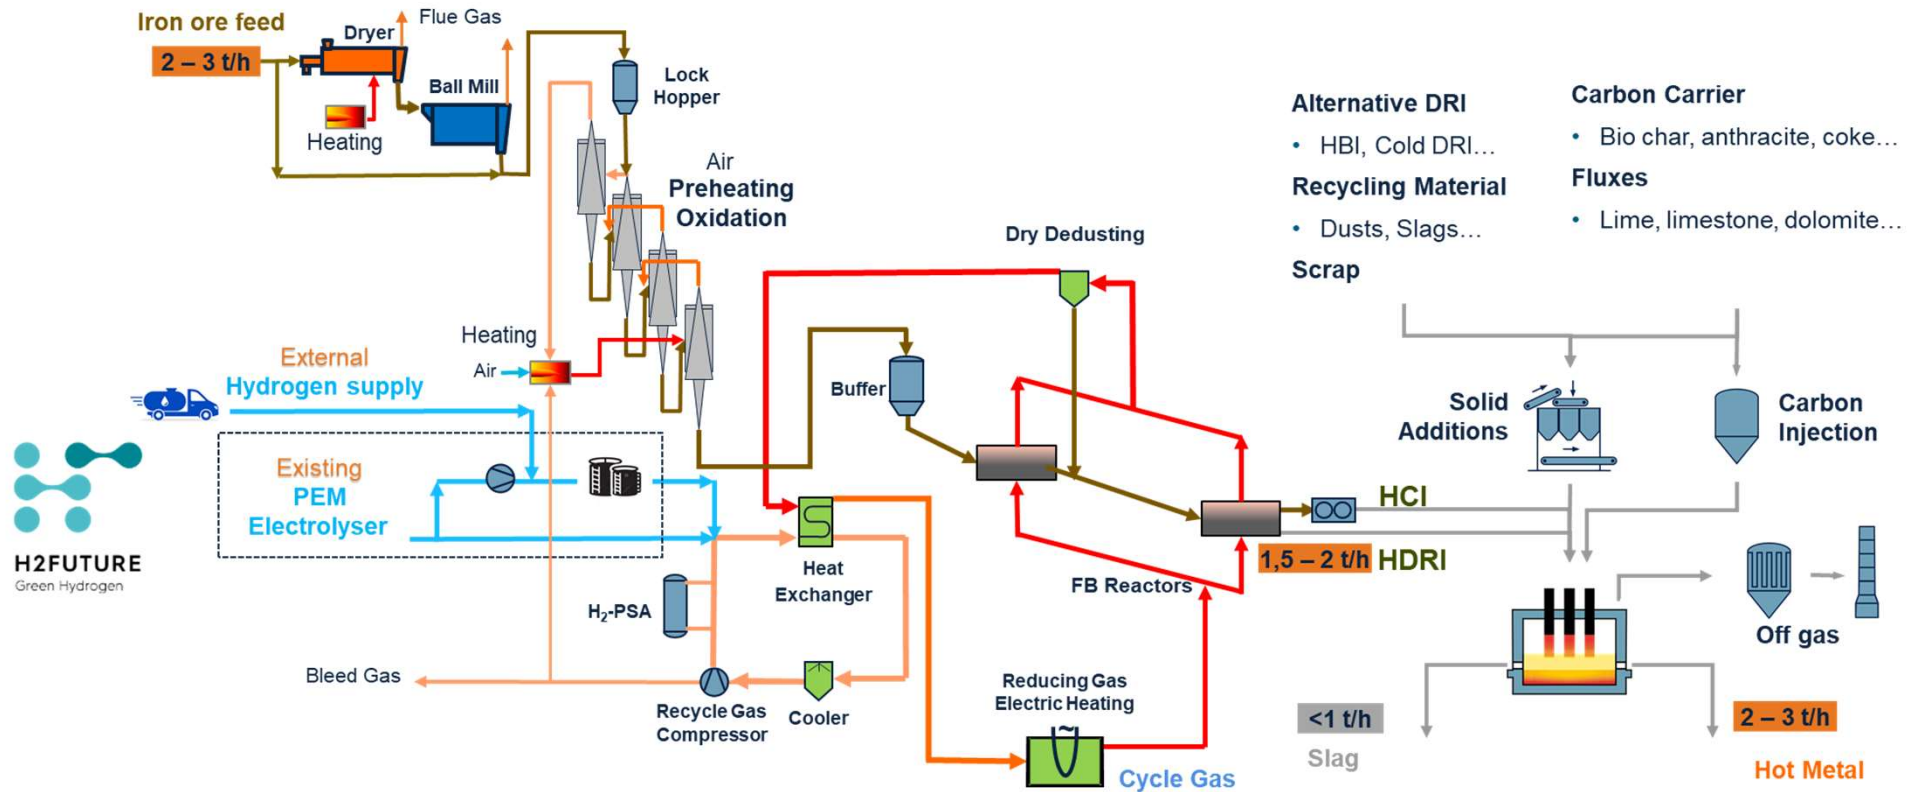 Iron ore feed
2 – 3 t/h
Dryer
Flue Gas
Heating
Ball Mill
Lock
Hopper
Air
Preheating
Oxidation
Heating
Air
External
Hydrogen supply
Existing
PEM
Electrolyser
H2FUTURE
Green Hydrogen
H₂-PSA
Bleed Gas
Recycle Gas
Compressor
Cooler
Heat
Exchanger
Buffer
Dry Dedusting
FB Reactors
Reducing Gas
Electric Heating
~
Cycle Gas
HCI
1,5 – 2 t/h
HDRI
Alternative DRI
• HBI, Cold DRI…
Recycling Material
• Dusts, Slags…
Scrap
Carbon Carrier
• Bio char, anthracite, coke…
Fluxes
• Lime, limestone, dolomite…
Solid
Additions
Carbon
Injection
Off gas
<1 t/h
Slag
2 – 3 t/h
Hot Metal